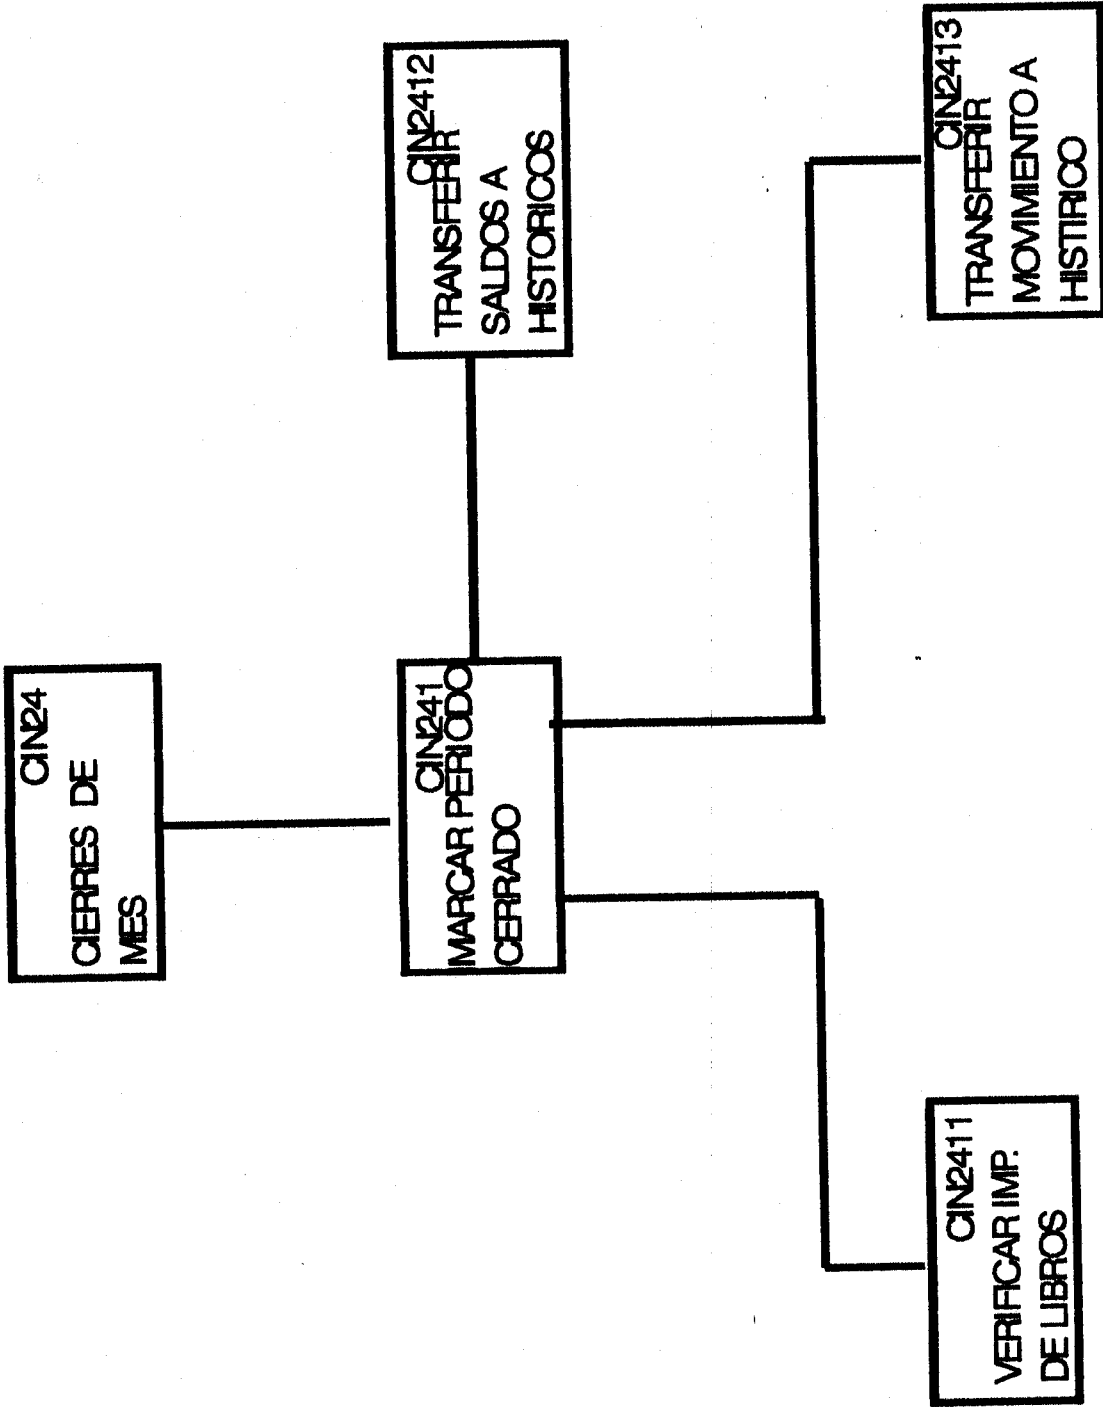 CIN24
CIERRES DE
MES
CIN241
MARCAR PERIODO
CERRADO
CIN2412
TRANSFERIR
SALDOS A
HISTORICOS
CIN2411
VERIFICAR IMP.
DE LIBROS
CIN2413
TRANSFERIR
MOVIMIENTO A
HISTIRICO